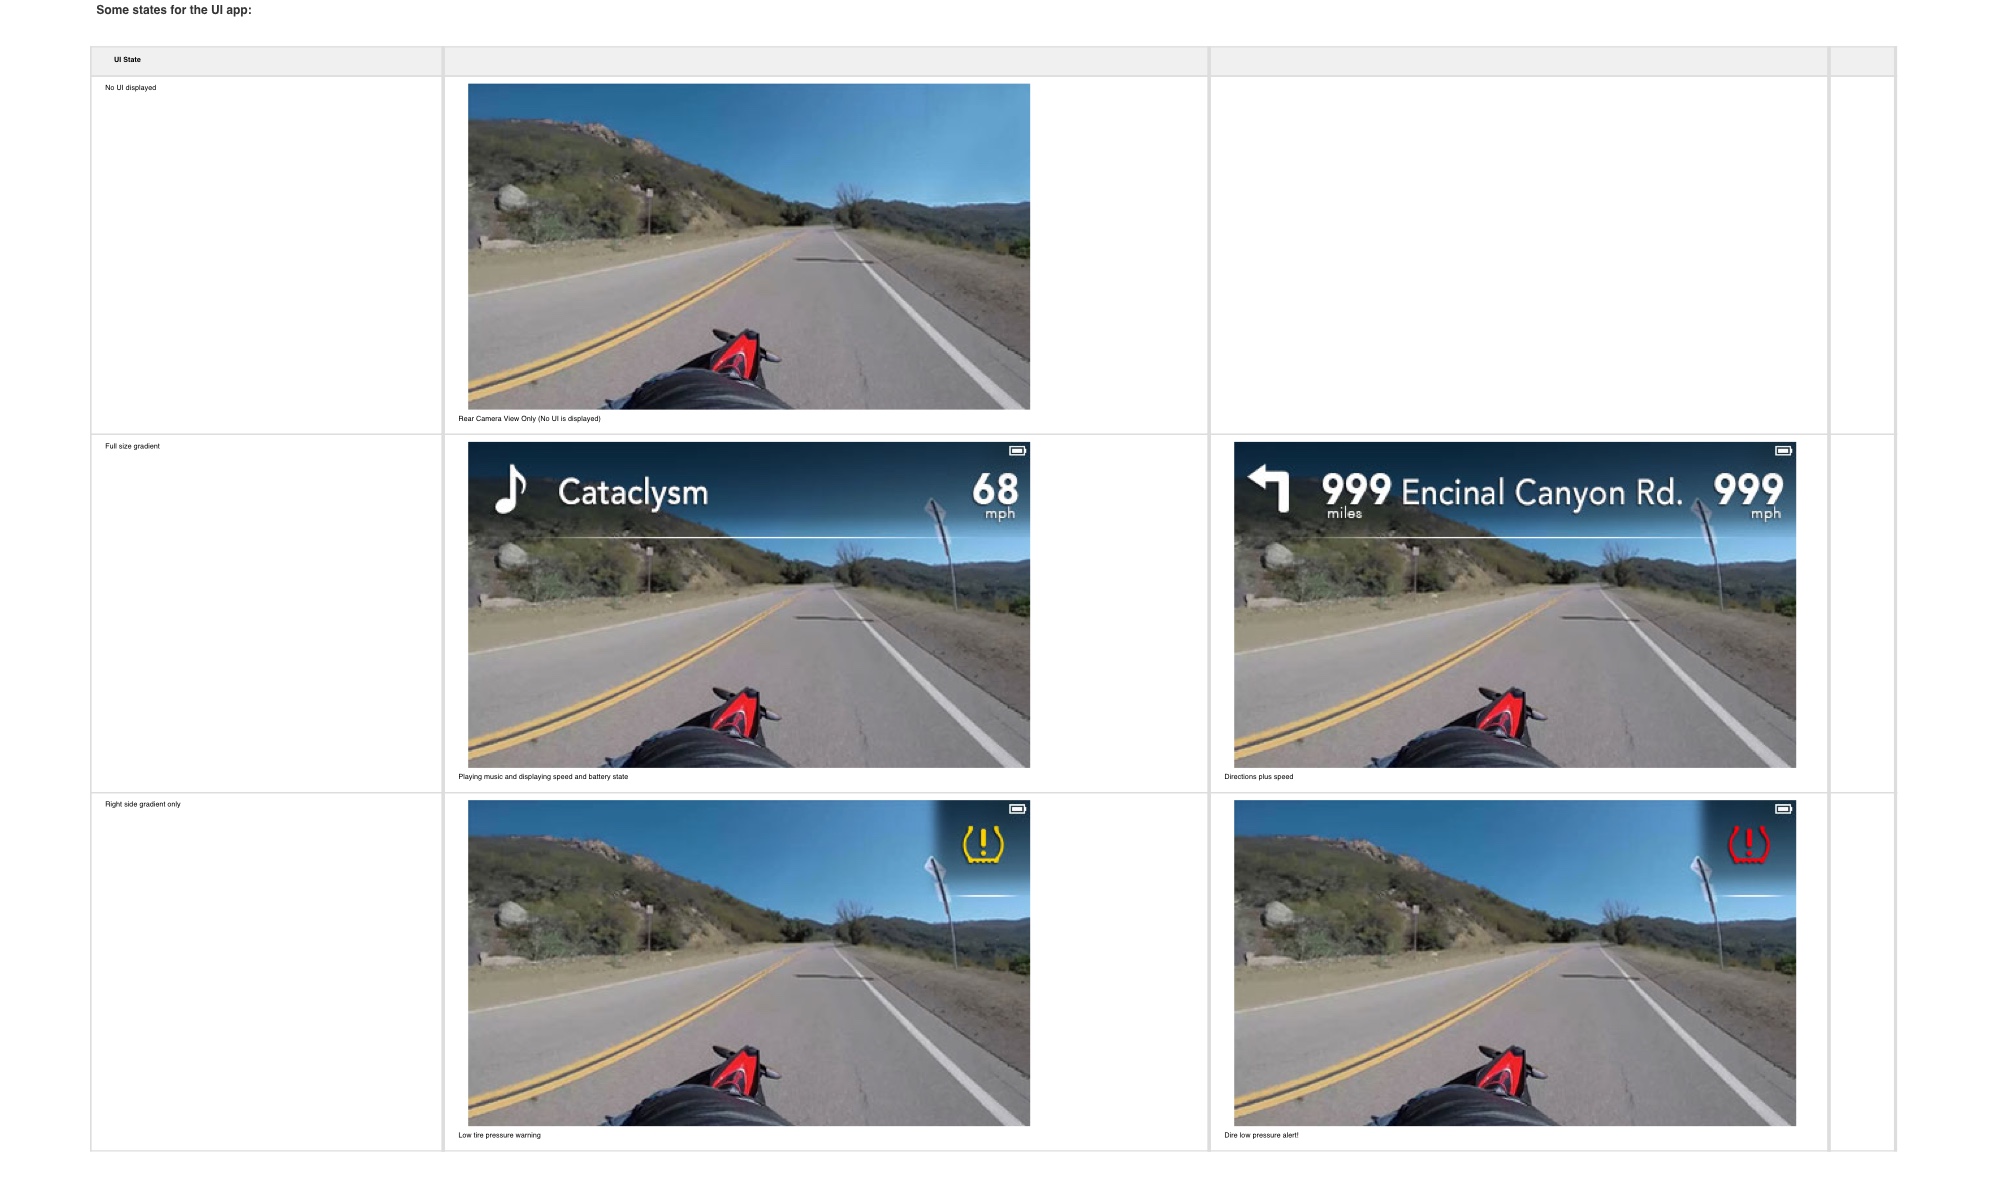 Some states for the UI app:
UI State
No UI displayed
Rear Camera View Only (No UI is displayed)
Full size gradient
Cataclysm
68
mph
Playing music and displaying speed and battery state
999 Encinal Canyon Rd. 999
miles
mph
Directions plus speed
Right side gradient only
Low tire pressure warning
Dire low pressure alert!